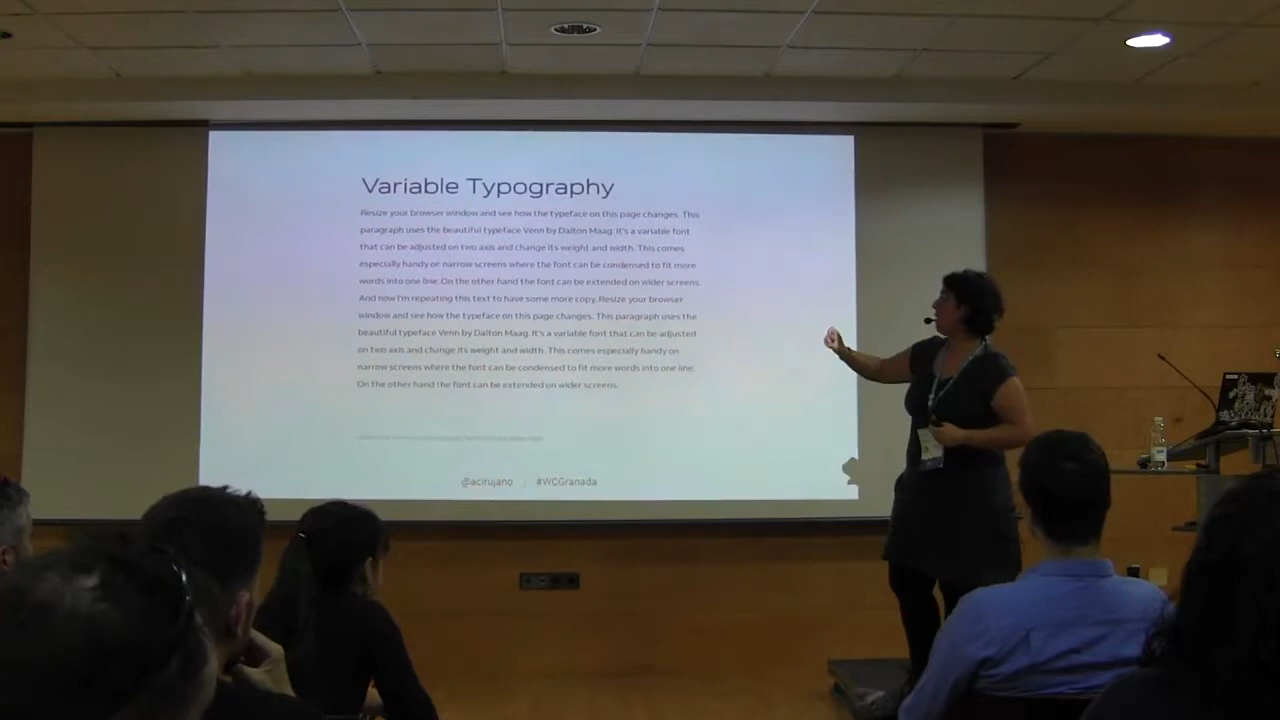 Variable Typography
Resize your browser window and see how the typeface on this page changes. This
paragraph uses the beautiful typeface Venn by Dalton Maag. It's a variable font
that can be adjusted on two axis and change its weight and width. This comes
especially handy on narrow screens where the font can be condensed to fit more
words into one line. On the other hand the font can be extended on wider screens.
And now I'm repeating this text to have some more copy. Resize your browser
window and see how the typeface on this page changes. This paragraph uses the
beautiful typeface Venn by Dalton Maag. It's a variable font that can be adjusted
on two axis and change its weight and width. This comes especially handy on
narrow screens where the font can be condensed to fit more words into one line.
On the other hand the font can be extended on wider screens.
@acirujano | #WCGranada